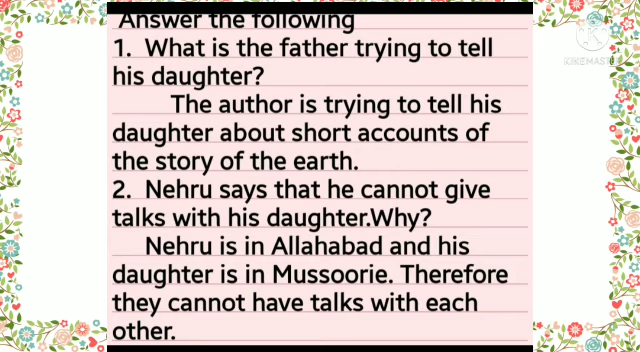 Answer the following
1. What is the father trying to tell
his daughter?
The author is trying to tell his
daughter about short accounts of
the story of the earth.
2. Nehru says that he cannot give
talks with his daughter.Why?
Nehru is in Allahabad and his
daughter is in Mussoorie. Therefore
they cannot have talks with each
other.
K
KINEMASTER